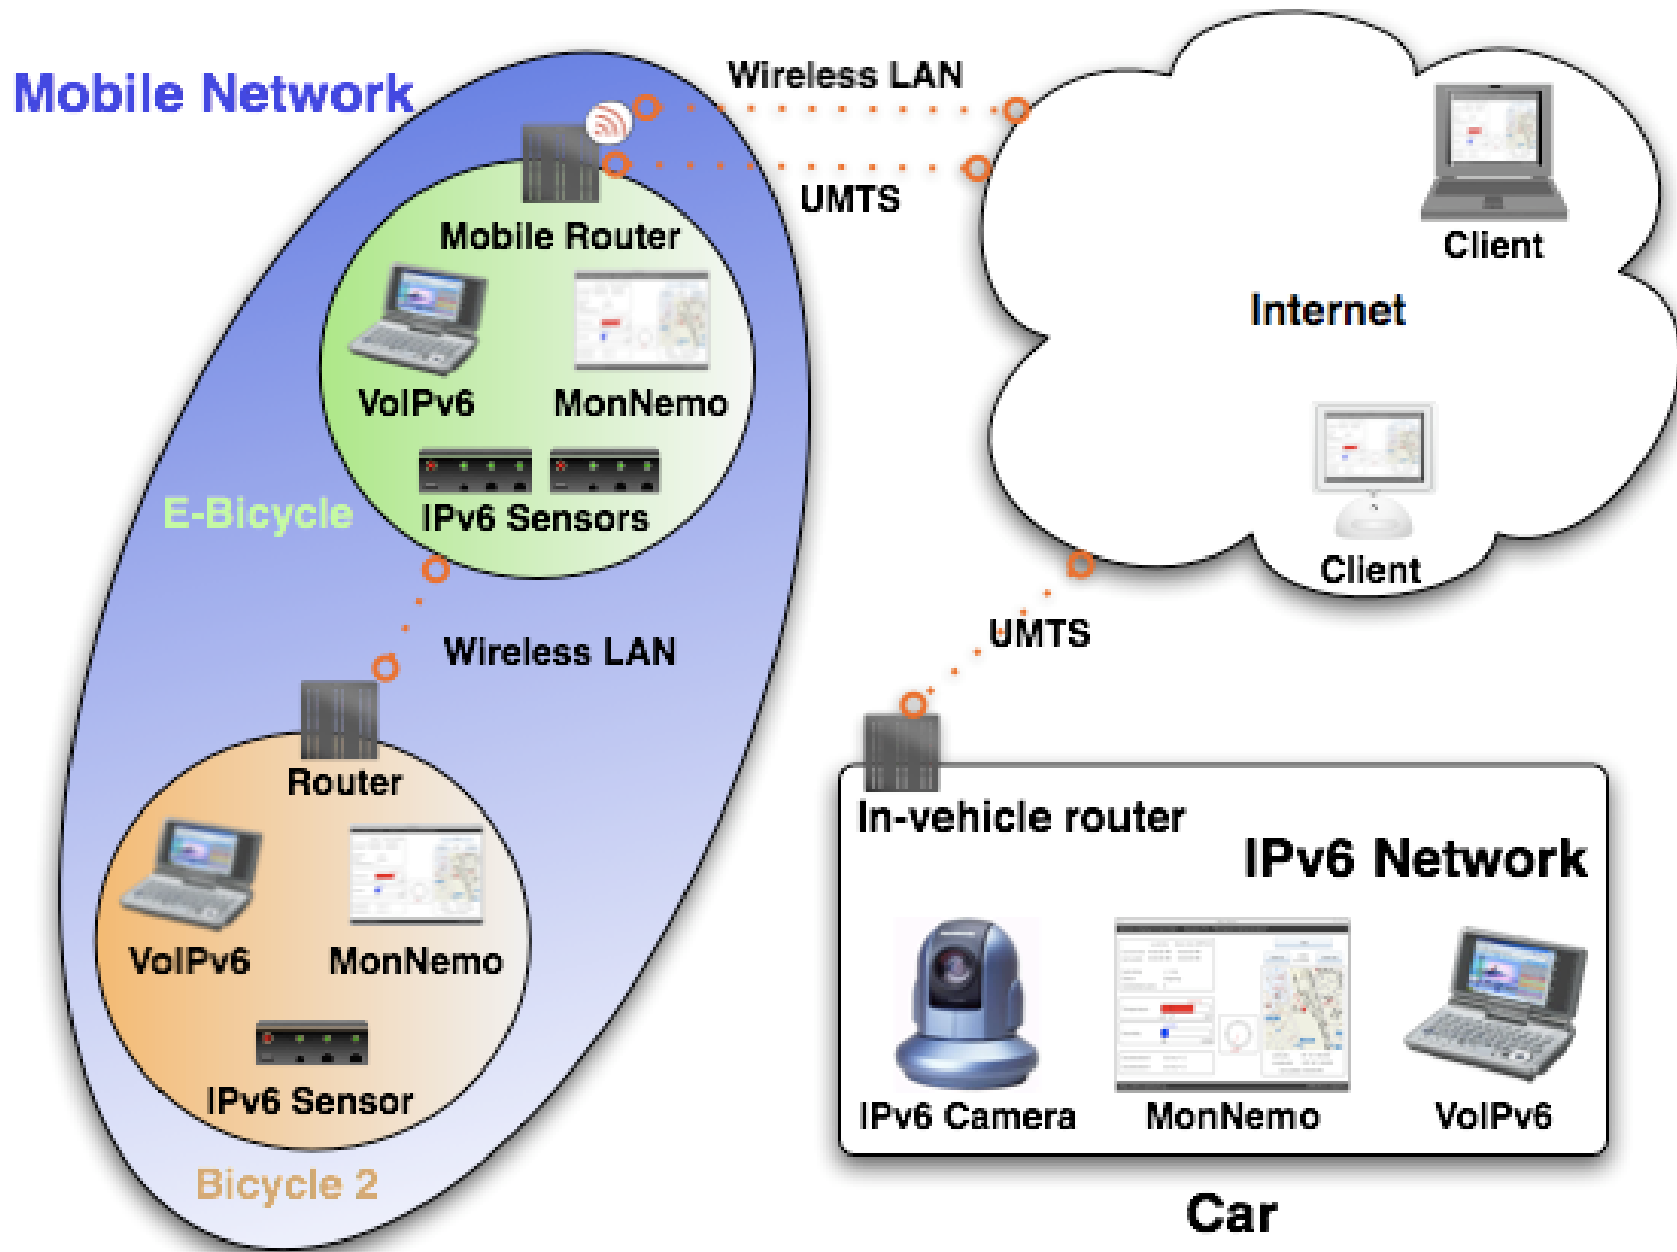 Mobile Network
Wireless LAN
UMTS
Client
Mobile Router
Internet
VoIPv6
MonNemo
E-Bicycle
IPv6 Sensors
Client
Wireless LAN
UMTS
Router
In-vehicle router
IPv6 Network
VoIPv6
MonNemo
IPv6 Sensor
IPv6 Camera
MonNemo
VoIPv6
Bicycle 2
Car